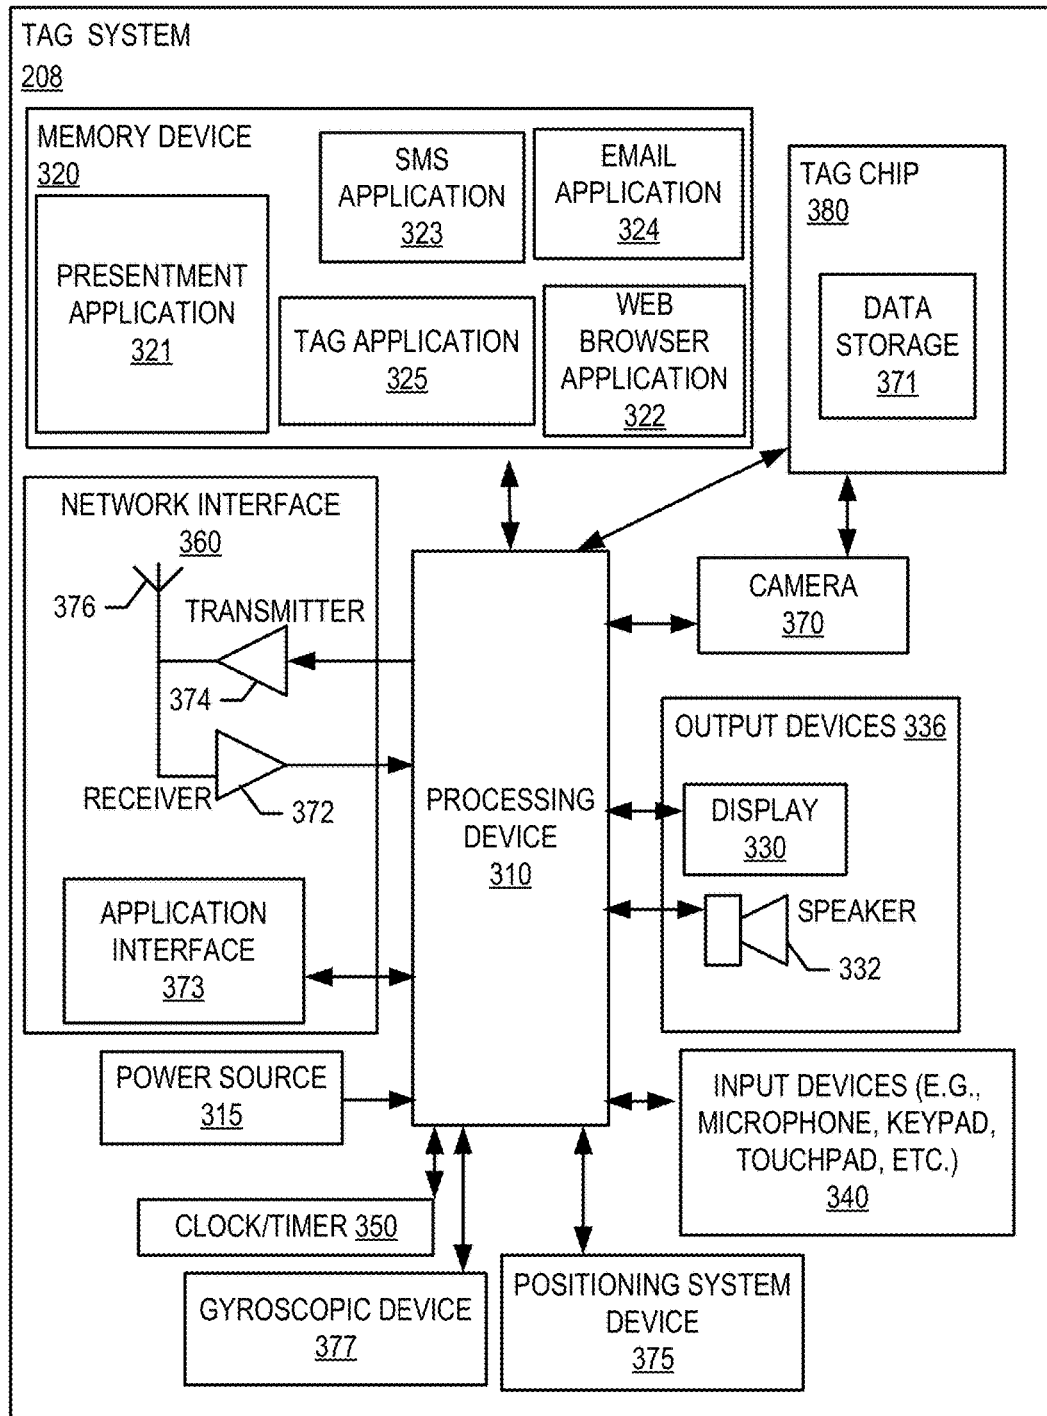 TAG SYSTEM
208
MEMORY DEVICE
320
PRESENTMENT
APPLICATION
321
SMS
APPLICATION
323
EMAIL
APPLICATION
324
TAG APPLICATION
325
WEB
BROWSER
APPLICATION
322
TAG CHIP
380
DATA
STORAGE
371
NETWORK INTERFACE
360
376
TRANSMITTER
374
RECEIVER
372
APPLICATION
INTERFACE
373
PROCESSING
DEVICE
310
CAMERA
370
OUTPUT DEVICES 336
DISPLAY
330
SPEAKER
332
POWER SOURCE
315
INPUT DEVICES (E.G.,
MICROPHONE, KEYPAD,
TOUCHPAD, ETC.)
340
CLOCK/TIMER 350
GYROSCOPIC DEVICE
377
POSITIONING SYSTEM
DEVICE
375